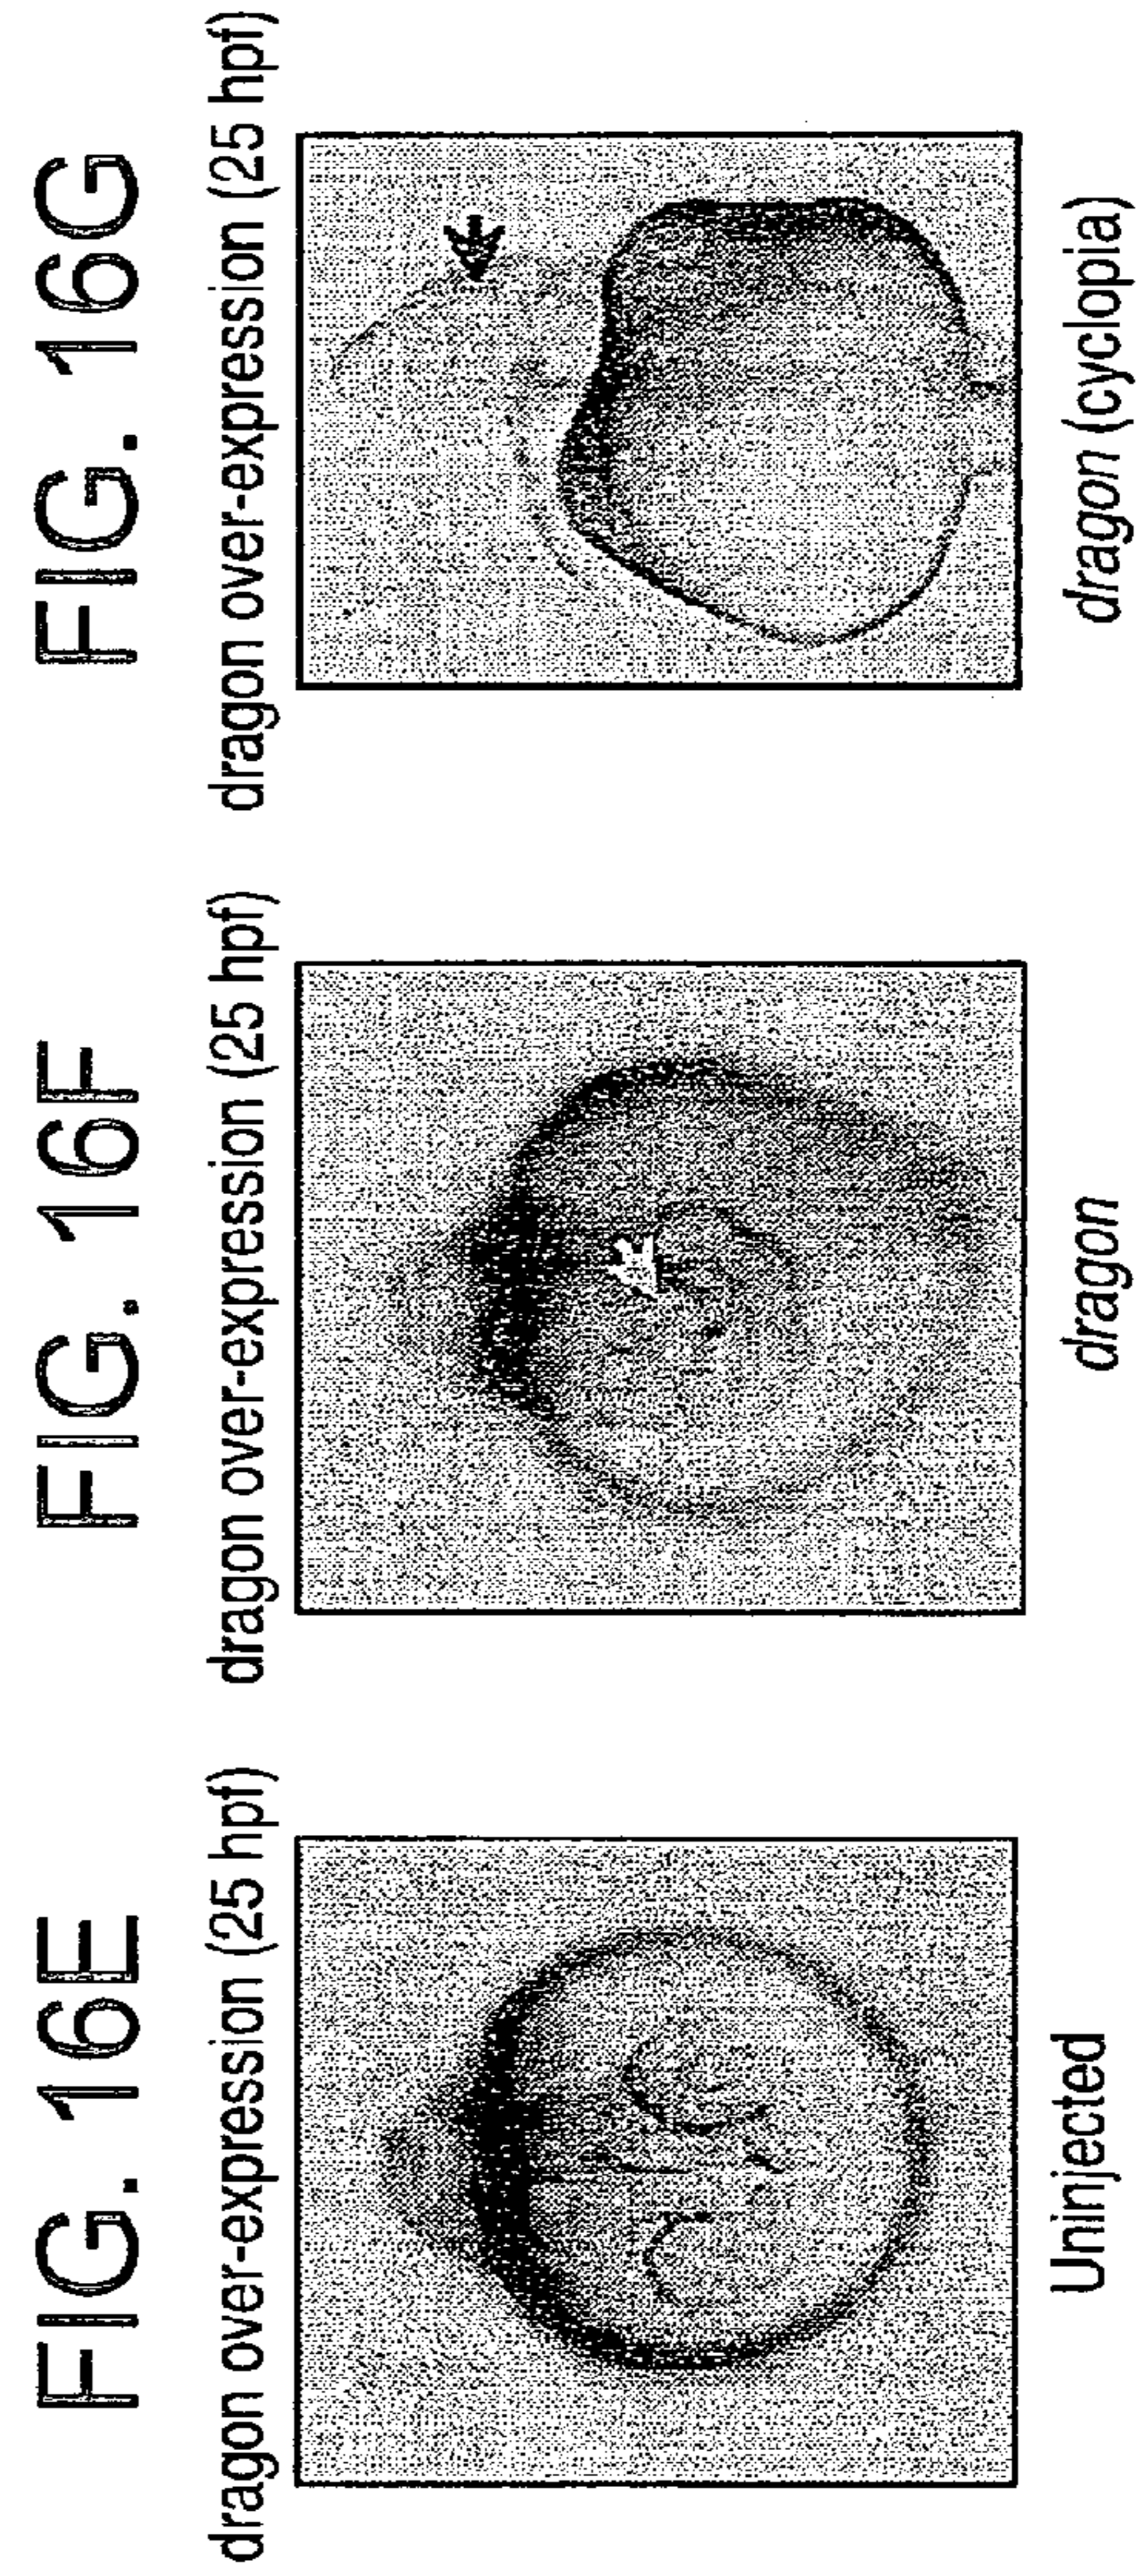 FIG. 16E
dragon over-expression (25 hpf)
Uninjected
FIG. 16F
dragon over-expression (25 hpf)
dragon
FIG. 16G
dragon over-expression (25 hpf)
dragon (cyclopia)